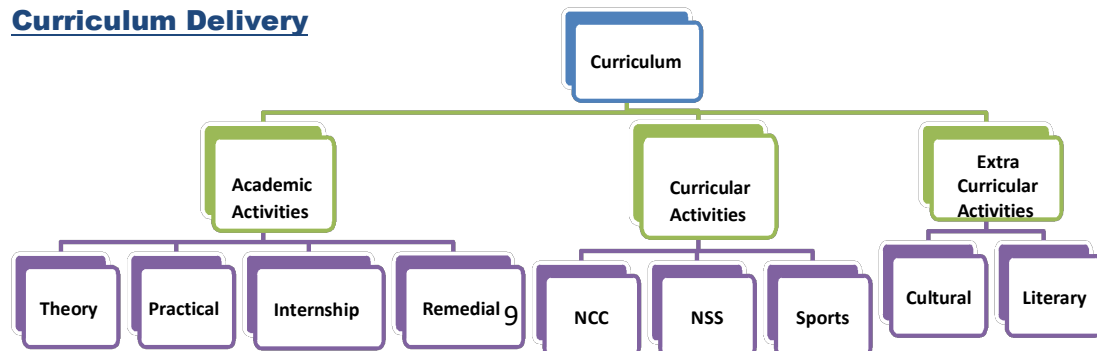 Curriculum Delivery
Curriculum
Academic
Activities
Curricular
Activities
Extra
Curricular
Activities
Theory
Practical
Internship
Remedial
9
NCC
NSS
Sports
Cultural
Literary